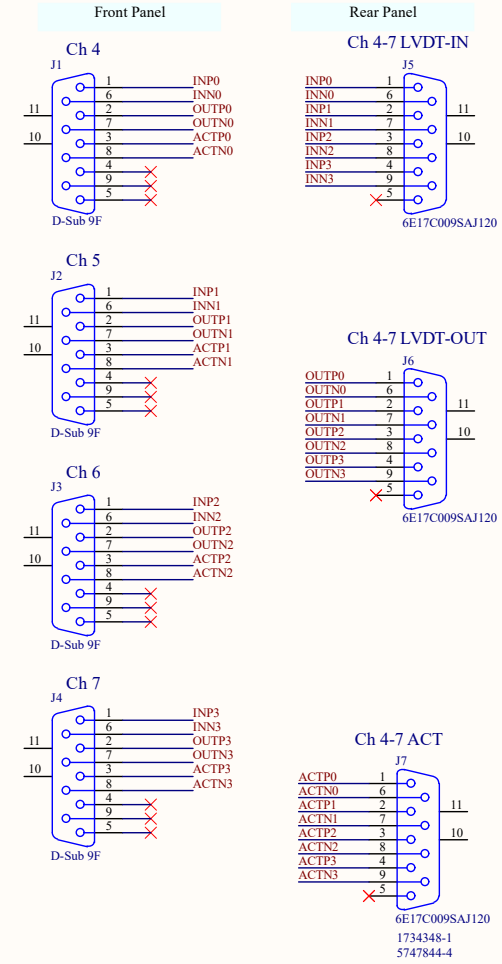 Front Panel
Rear Panel
Ch 4
J1
1 INP0
6 INN0
11 2 OUTP0
7 OUTN0
10 3 ACTP0
8 ACTN0
4
9
5
D-Sub 9F
Ch 5
J2
1 INP1
6 INN1
11 2 OUTP1
7 OUTN1
10 3 ACTP1
8 ACTN1
4
9
5
D-Sub 9F
Ch 6
J3
1 INP2
6 INN2
11 2 OUTP2
7 OUTN2
10 3 ACTP2
8 ACTN2
4
9
5
D-Sub 9F
Ch 7
J4
1 INP3
6 INN3
11 2 OUTP3
7 OUTN3
10 3 ACTP3
8 ACTN3
4
9
5
D-Sub 9F
Ch 4-7 LVDT-IN
J5
INP0 1
INN0 6
INP1 2 11
INN1 7
INP2 3 10
INN2 8
INP3 4
INN3 9
5
6E17C009SAJ120
Ch 4-7 LVDT-OUT
J6
OUTP0 1
OUTN0 6
OUTP1 2 11
OUTN1 7
OUTP2 3 10
OUTN2 8
OUTP3 4
OUTN3 9
5
6E17C009SAJ120
Ch 4-7 ACT
J7
ACTP0 1
ACTN0 6
ACTP1 2 11
ACTN1 7
ACTP2 3 10
ACTN2 8
ACTP3 4
ACTN3 9
5
6E17C009SAJ120
1734348-1
5747844-4